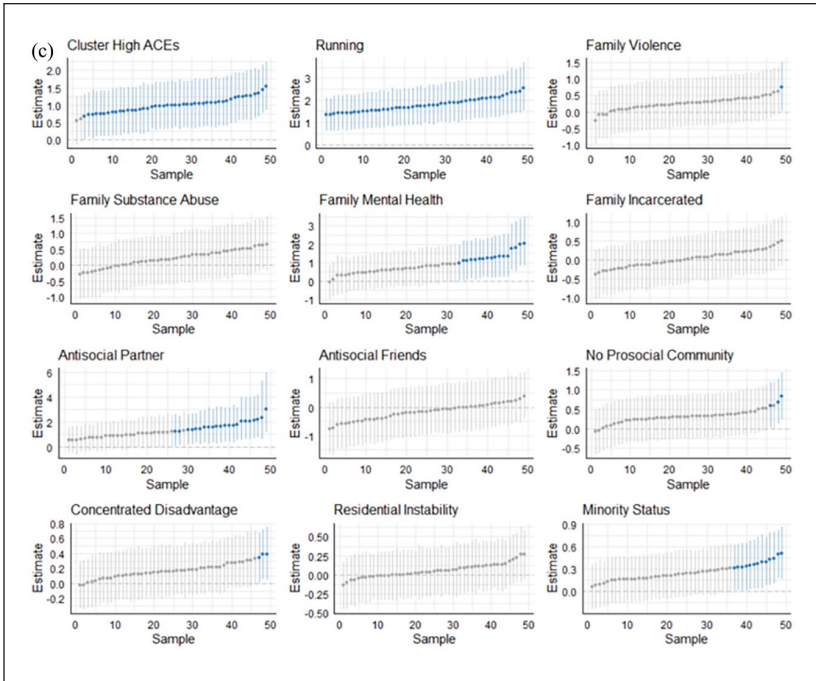 (c)
Cluster High ACEs
Running
Family Violence
2.0
1.5
1.0
0.5
0.0
Estimate
0 10 20 30 40 50
Sample
3
2
1
0
Estimate
0 10 20 30 40 50
Sample
1.5
1.0
0.5
0.0
-0.5
-1.0
Estimate
0 10 20 30 40 50
Sample
Family Substance Abuse
Family Mental Health
Family Incarcerated
1.5
1.0
0.5
0.0
-0.5
-1.0
Estimate
0 10 20 30 40 50
Sample
3
2
1
0
-1
Estimate
0 10 20 30 40 50
Sample
1.0
0.5
0.0
-0.5
-1.0
Estimate
0 10 20 30 40 50
Sample
Antisocial Partner
Antisocial Friends
No Prosocial Community
6
4
2
0
Estimate
0 10 20 30 40 50
Sample
1
0
-1
Estimate
0 10 20 30 40 50
Sample
1.5
1.0
0.5
0.0
-0.5
Estimate
0 10 20 30 40 50
Sample
Concentrated Disadvantage
Residential Instability
Minority Status
0.8
0.6
0.4
0.2
0.0
-0.2
Estimate
0 10 20 30 40 50
Sample
0.50
0.25
0.00
-0.25
-0.50
Estimate
0 10 20 30 40 50
Sample
0.9
0.6
0.3
0.0
Estimate
0 10 20 30 40 50
Sample